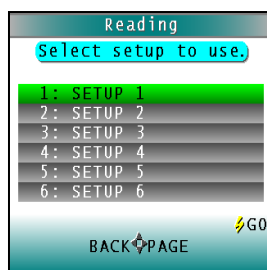 Reading
Select setup to use.
1: SETUP 1
2: SETUP 2
3: SETUP 3
4: SETUP 4
5: SETUP 5
6: SETUP 6
GO
BACK PAGE